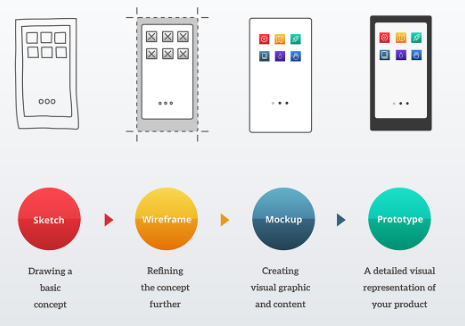 Sketch
Wireframe
Mockup
Prototype
Drawing a
basic
concept
Refining
the concept
further
Creating
visual graphic
and content
A detailed visual
representation of
your product